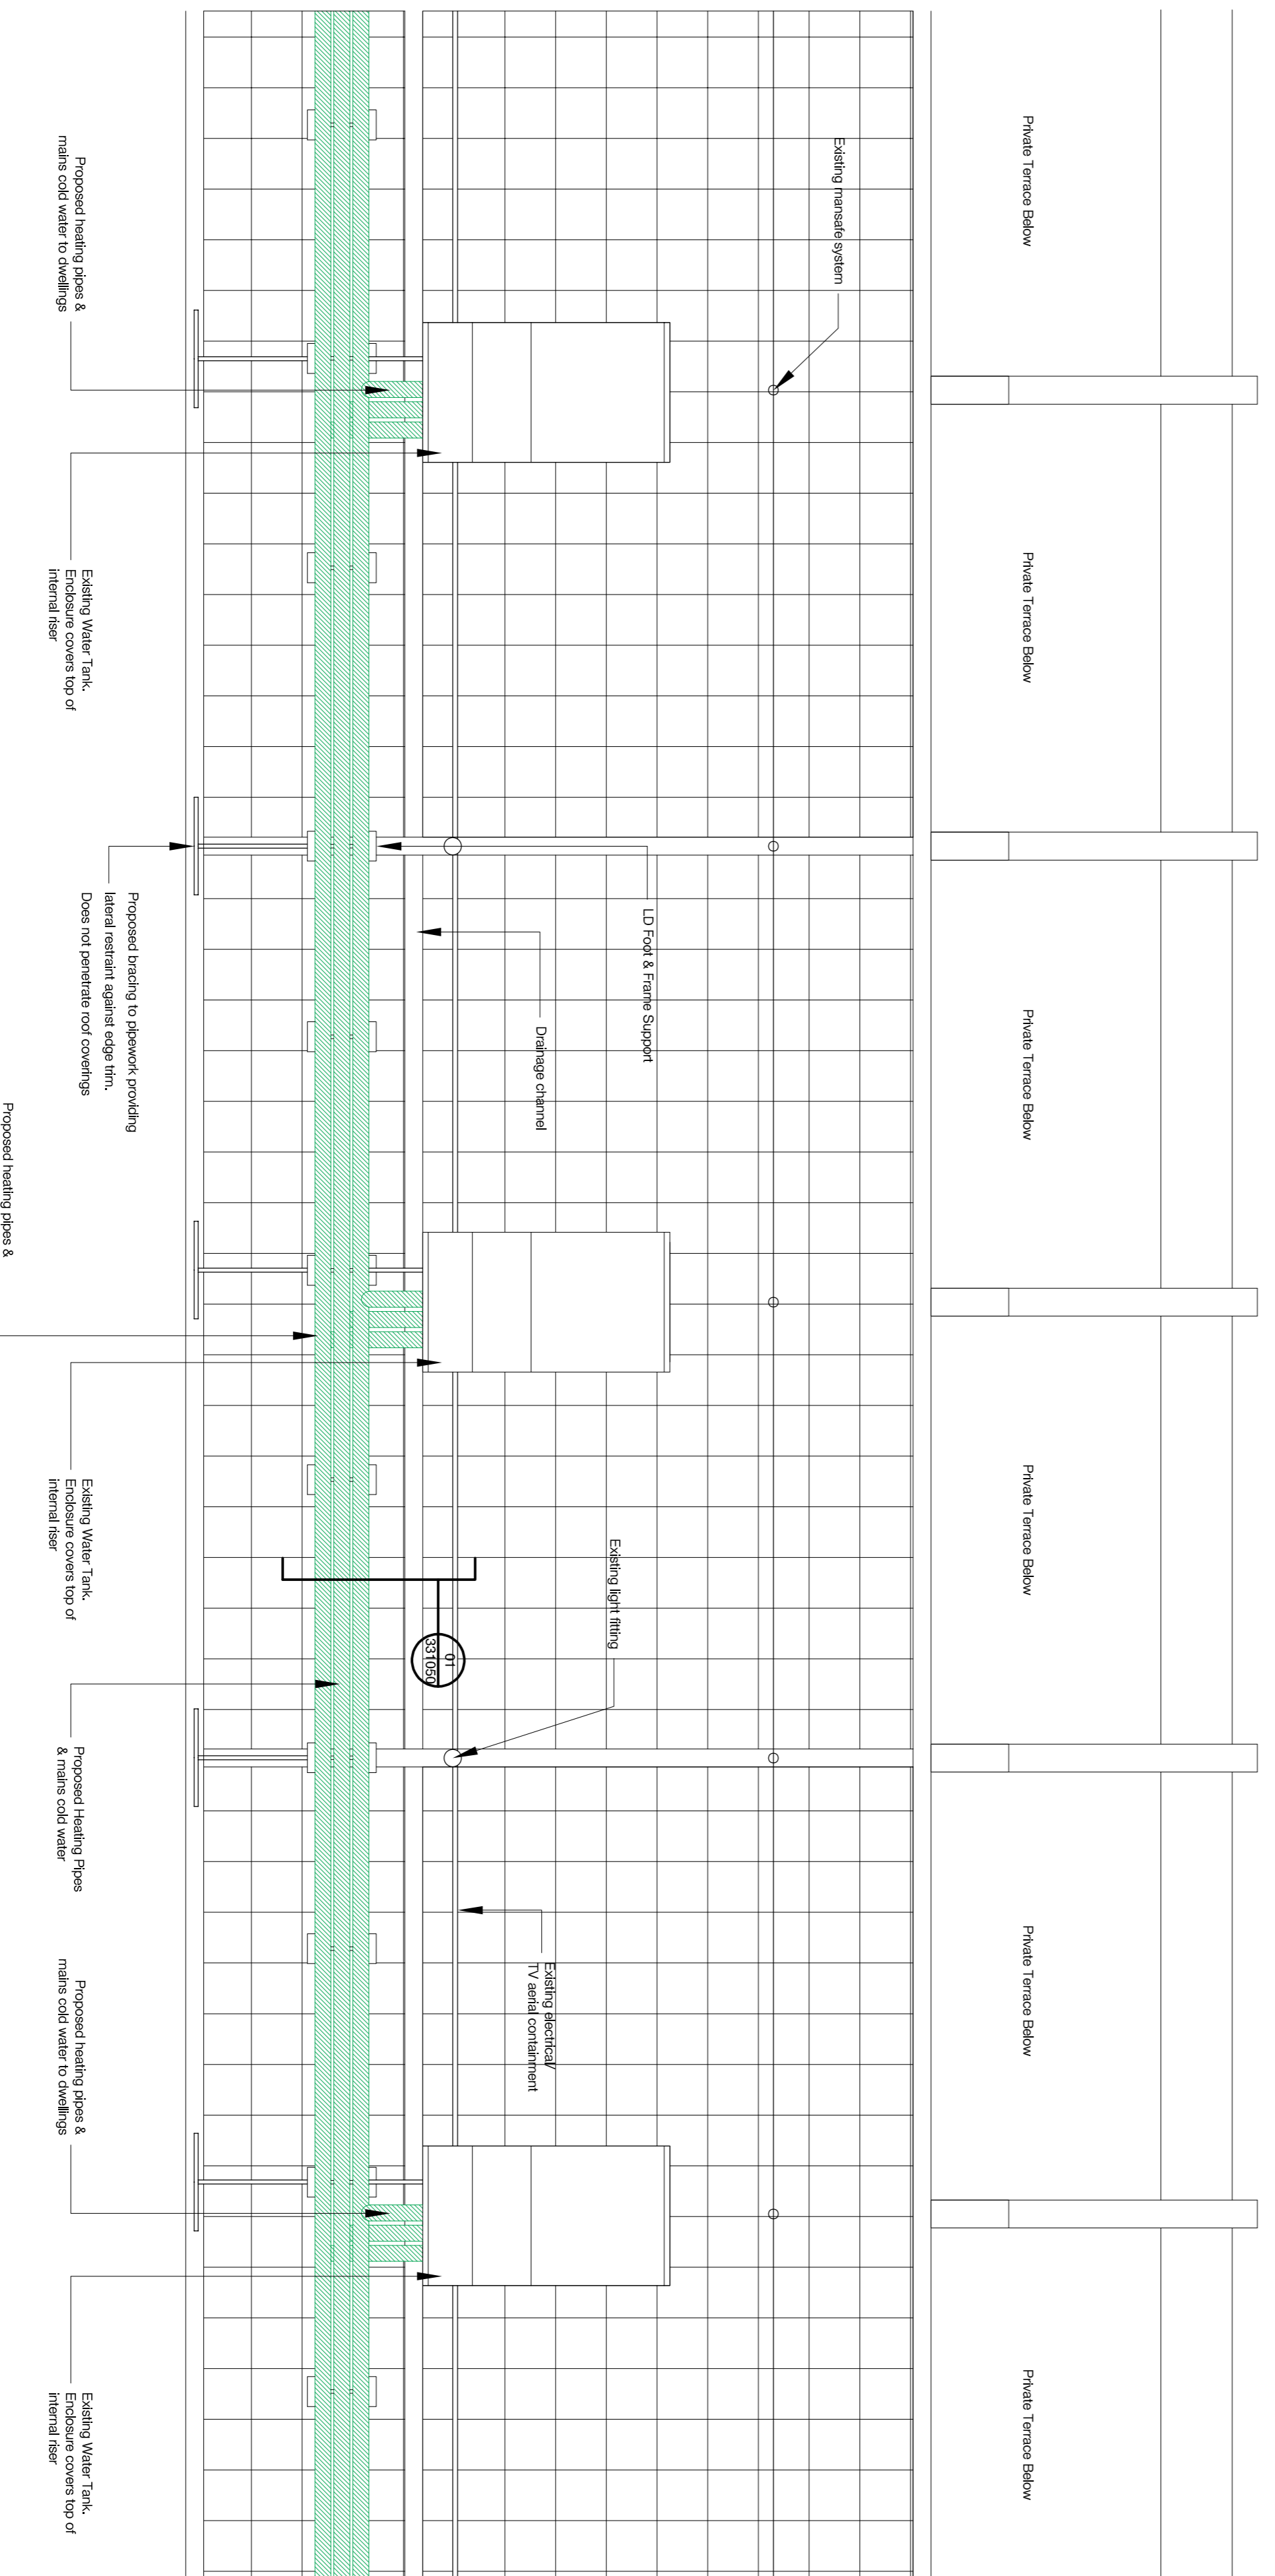 Private Terrace Below
Private Terrace Below
Private Terrace Below
Private Terrace Below
Private Terrace Below
Private Terrace Below
Existing mansafe system
LD Foot & Frame Support
Existing light fitting
Drainage channel
Existing electrical/
TV aerial containment
01
331050
Proposed heating pipes &
mains cold water to dwellings
Existing Water Tank.
Enclosure covers top of
internal riser
Proposed bracing to pipework providing
lateral restraint against edge trim.
Does not penetrate roof coverings
Existing Water Tank.
Enclosure covers top of
internal riser
Proposed Heating Pipes
& mains cold water
Proposed heating pipes &
mains cold water to dwellings
Existing Water Tank.
Enclosure covers top of
internal riser
Proposed heating pipes &